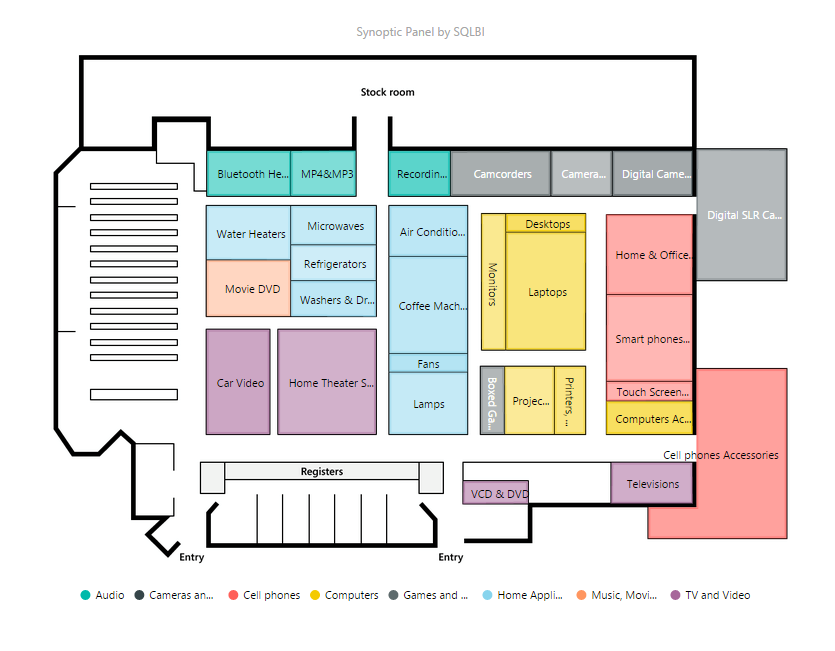 Synoptic Panel by SQLBI
Stock room
Bluetooth He...
MP4&MP3
Recordin...
Camcorders
Camera...
Digital Came...
Digital SLR Ca...
Water Heaters
Microwaves
Refrigerators
Movie DVD
Washers & Dr...
Air Conditio...
Coffee Mach...
Fans
Lamps
Monitors
Desktops
Laptops
Home & Office...
Smart phones...
Touch Screen...
Computers Ac...
Car Video
Home Theater S...
Boxed Ga...
Projec...
Printers, ...
Cell phones Accessories
Registers
VCD & DVD
Televisions
Entry
Entry
Audio
Cameras an...
Cell phones
Computers
Games and ...
Home Appli...
Music, Movi...
TV and Video